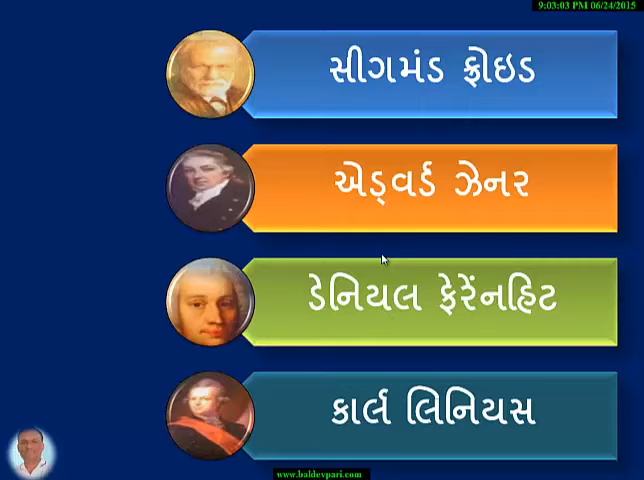 9:03:03 PM 06/24/2015
સીગમંડ ફ્રોઇડ
એડ્વર્ડ ઝેનર
ડેનિયલ ફેરેંનહિટ
કાર્લ લિનિયસ
www.baldevpari.com